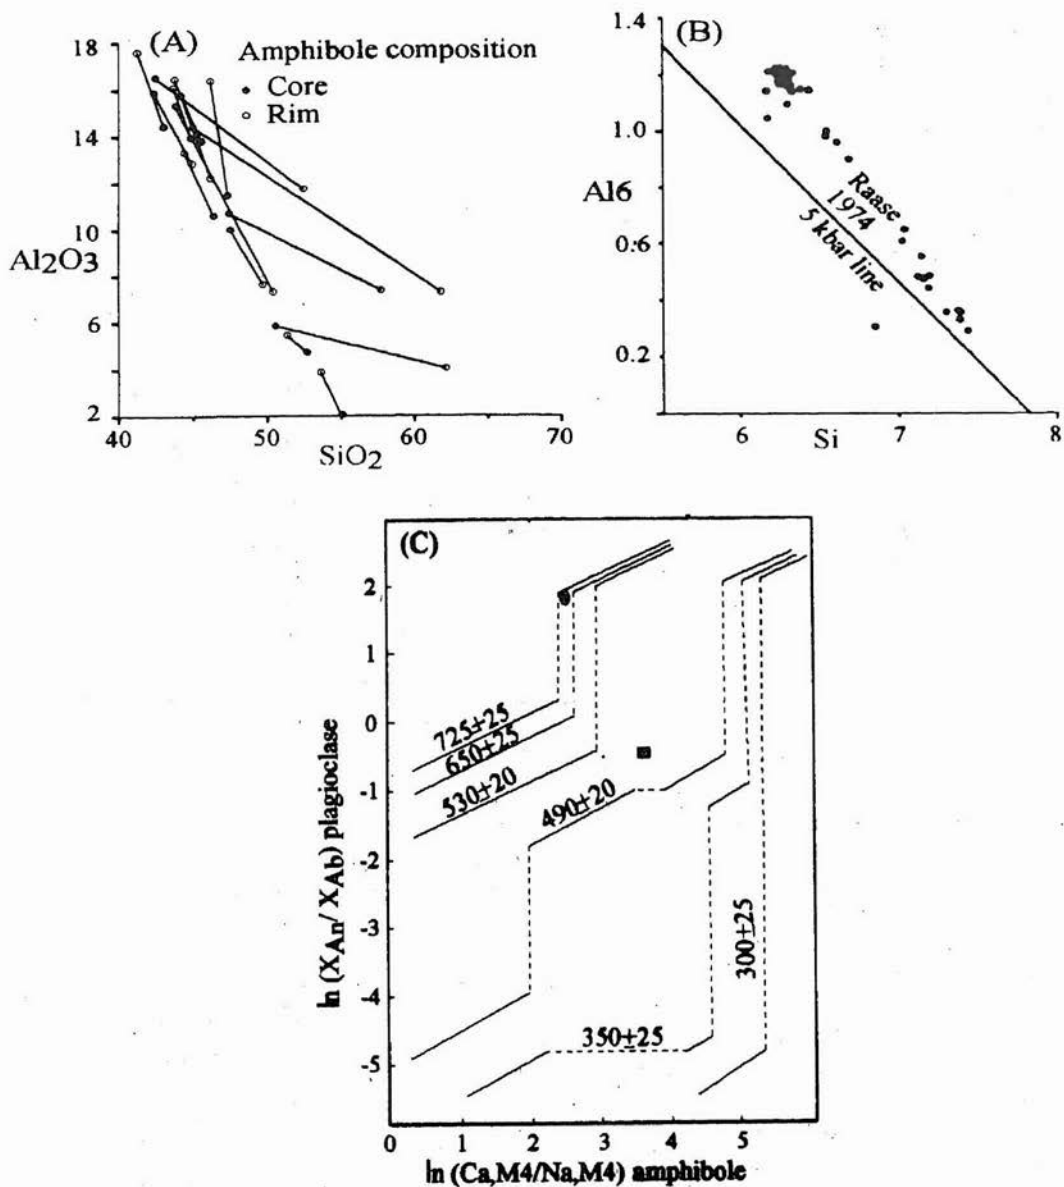 (A)
Amphibole composition
Core
Rim
18
14
10
6
2
Al2O3
40
50
60
70
SiO2
(B)
1.4
1.0
0.6
0.2
Al6
Raase
1974
5 kbar line
6
7
8
Si
(C)
2
1
0
-1
-2
-3
-4
-5
ln (XAn/ XAb) plagioclase
725±25
650±25
530±20
490±20
350±25
300±25
0
1
2
3
4
5
ln (Ca,M4/Na,M4) amphibole